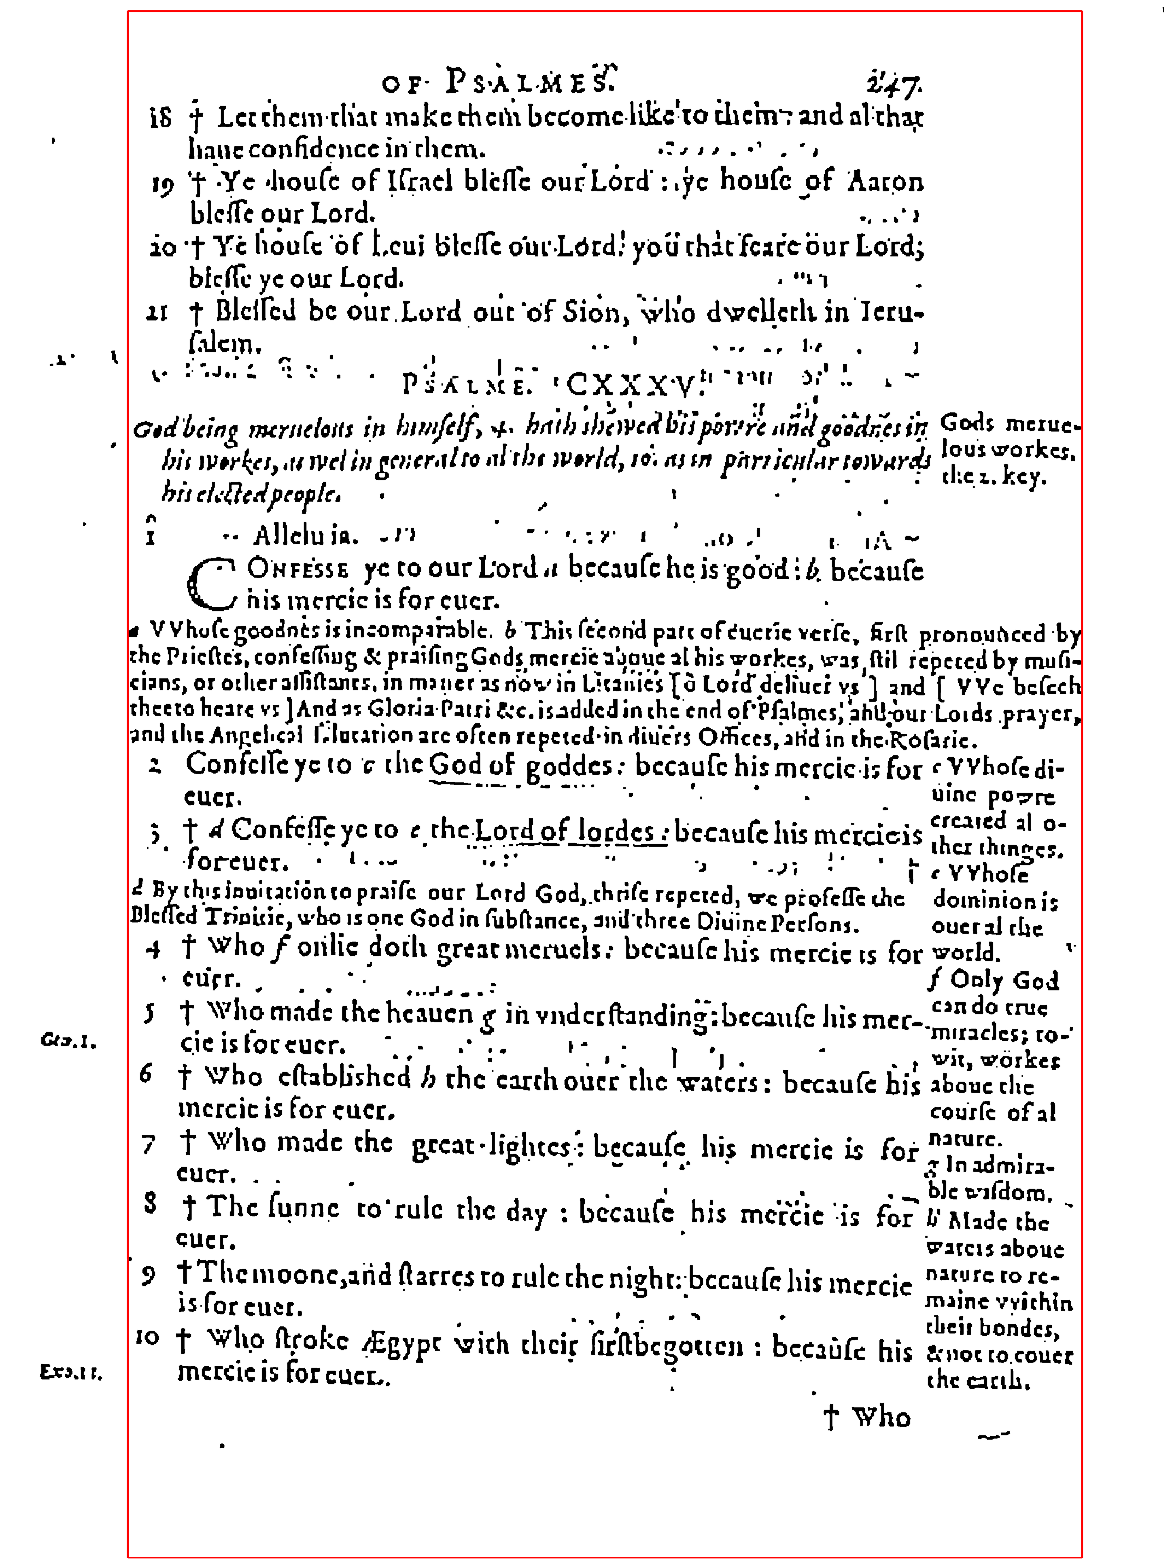 OF PSALMES. 247.
18 † Let them that make them become like to them: and al that
haue confidence in them.
19 † Ye house of Israel blesse our Lord: ye house of Aaron
blesse our Lord.
20 † Ye house of Leui blesse our Lord: you that feare our Lord,
blesse ye our Lord.
21 † Blessed be our Lord out of Sion, who dwelleth in Ieru-
salem.
PSALME. CXXXV.
God being meruelous in himself, 4. hath shewed his powre and goodnes in
his workes, as wel in general to al the world, 10. as in particular towards
his elected people.
Gods merue-
lous workes.
the 2. key.
1 Alleluia.
CONFESSE ye to our Lord a because he is good: b because
his mercie is for euer.
a VVhose goodnes is incomparable. b This second part of euerie verse, first pronounced by
the Priestes, confessing & praising Gods mercie aboue al his workes, was stil repeted by musi-
cians, or other assistants, in maner as now in Litanies [ô Lord deliuer vs] and [VVe besech
thee to heare vs] And as Gloria Patri &c. is added in the end of Psalmes, and our Lords prayer,
and the Angelical salutation are often repeted in diuers Offices, and in the Rosarie.
2 Confesse ye to c the God of goddes: because his mercie is for
euer.
3 † d Confesse ye to e the Lord of lordes: because his mercie is
for euer.
d By this inuitation to praise our Lord God, thrise repeted, we professe the
Blessed Trinitie, who is one God in substance, and three Diuine Persons.
4 † Who f onlie doth great meruels: because his mercie is for
euer.
5 † Who made the heauen g in vnderstanding: because his mer-
cie is for euer.
6 † Who established h the earth ouer the waters: because his
mercie is for euer.
7 † Who made the great lightes: because his mercie is for
euer.
8 † The sunne to rule the day: because his mercie is for
euer.
9 † The moone, and starres to rule the night: because his mercie
is for euer.
10 † Who stroke Ægypt with their firstbegotten: because his
mercie is for euer.
c VVhose di-
uine powre
created al o-
ther thinges.
e VVhose
dominion is
ouer al the
world.
f Only God
can do true
miracles; to-
wit, workes
aboue the
course of al
nature.
g In admira-
ble wisdom.
h Made the
waters aboue
nature to re-
maine vvithin
their bondes,
& not to couer
the earth.
Gen.1.
Exo.12.
† Who